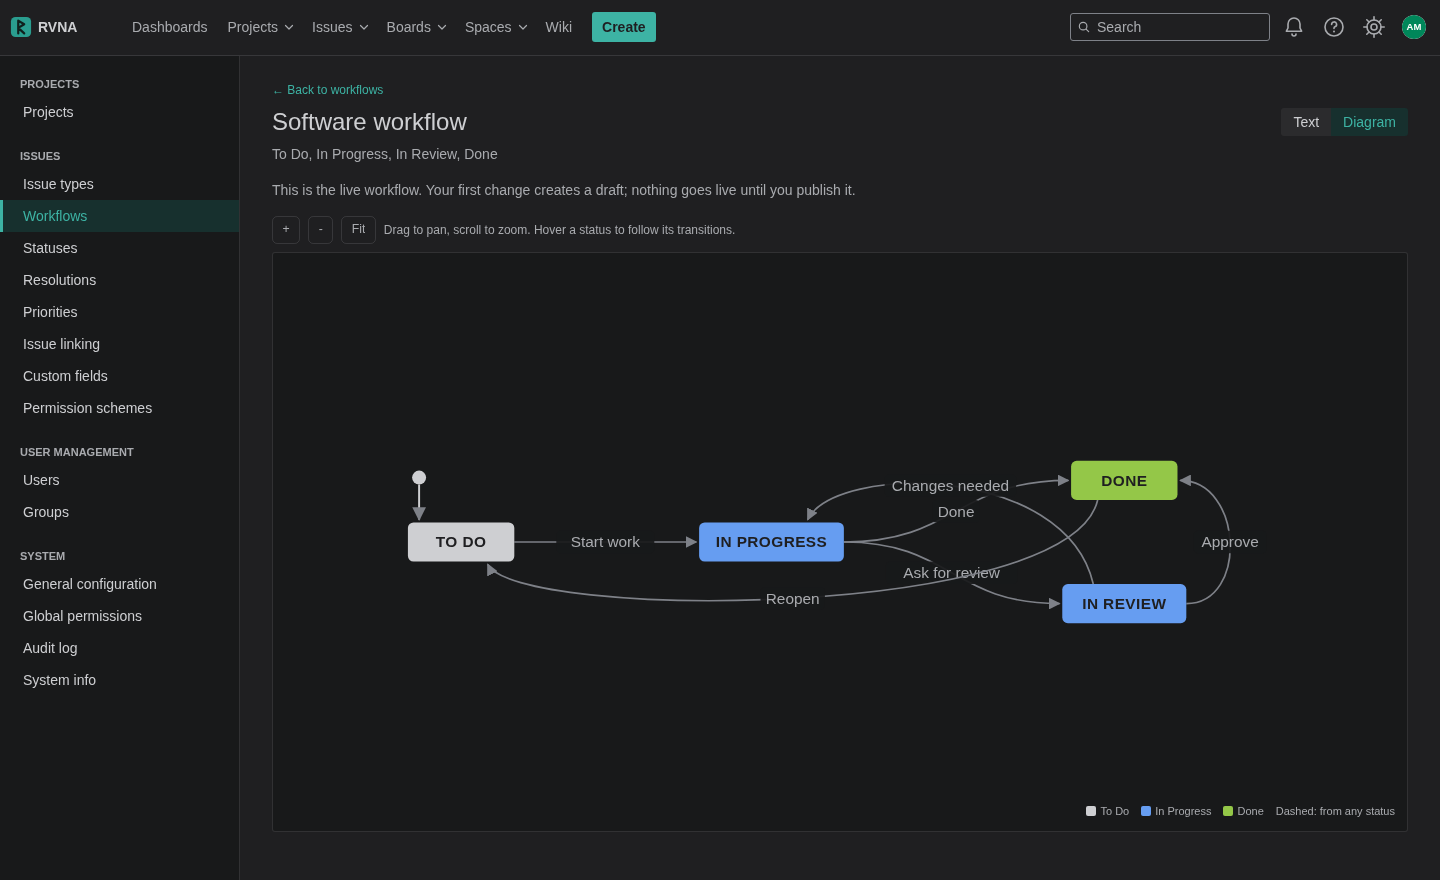 RVNA
Dashboards Projects Issues Boards Spaces Wiki Create
Search
AM
PROJECTS
Projects
ISSUES
Issue types
Workflows
Statuses
Resolutions
Priorities
Issue linking
Custom fields
Permission schemes
USER MANAGEMENT
Users
Groups
SYSTEM
General configuration
Global permissions
Audit log
System info
← Back to workflows
Software workflow
Text Diagram
To Do, In Progress, In Review, Done
This is the live workflow. Your first change creates a draft; nothing goes live until you publish it.
+ - Fit Drag to pan, scroll to zoom. Hover a status to follow its transitions.
DONE
Changes needed
Done
TO DO
Start work
IN PROGRESS
Approve
Ask for review
Reopen
IN REVIEW
To Do In Progress Done Dashed: from any status